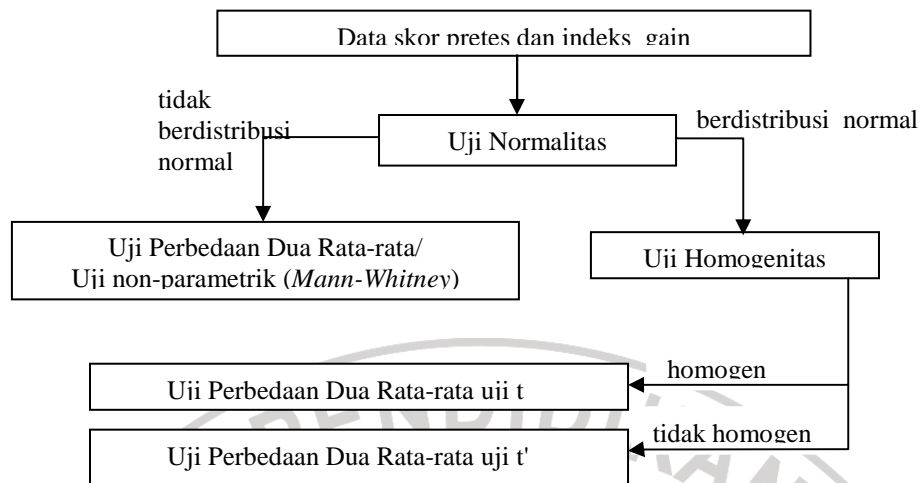 Data skor pretes dan indeks gain
tidak
berdistribusi
normal
Uji Normalitas
berdistribusi normal
Uji Perbedaan Dua Rata-rata/
Uji non-parametrik (Mann-Whitney)
Uji Homogenitas
homogen
Uji Perbedaan Dua Rata-rata uji t
tidak homogen
Uji Perbedaan Dua Rata-rata uji t'